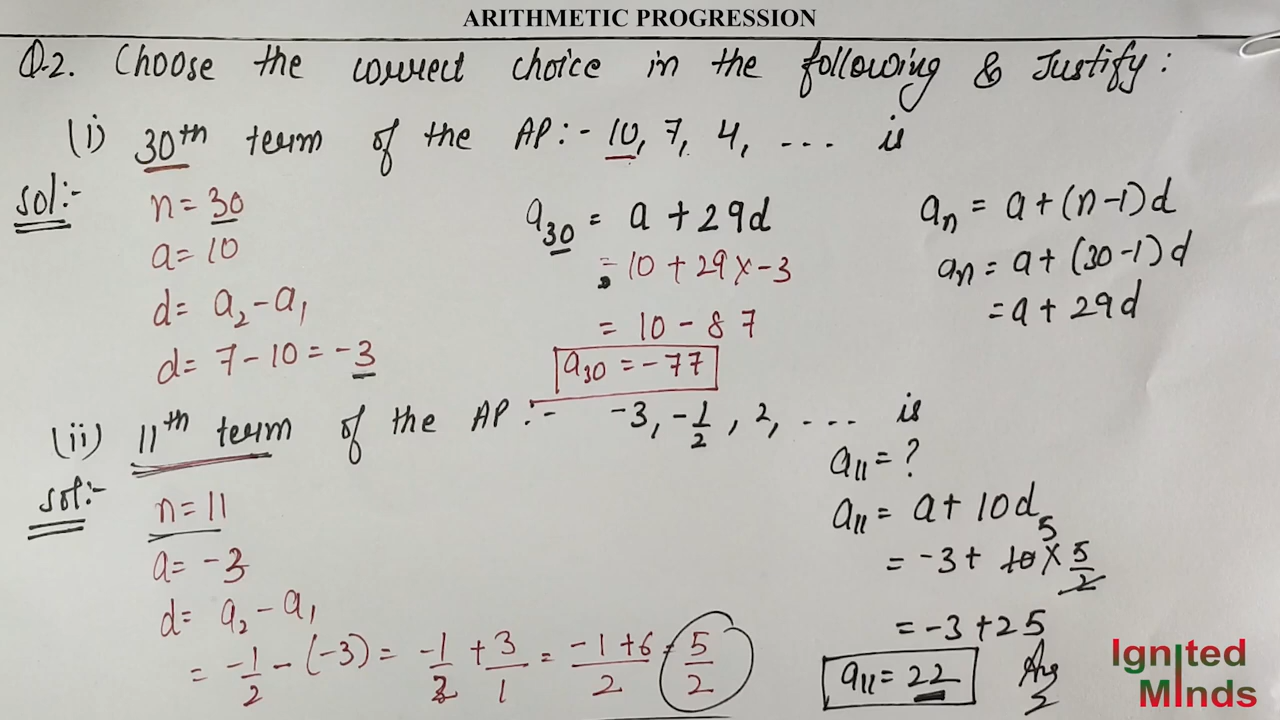 ARITHMETIC PROGRESSION
Q.2. Choose the correct choice in the following & Justify:
(i) 30th term of the AP:- 10, 7, 4, ... is
Sol:-
n = 30
a = 10
d = a₂ - a₁
d = 7 - 10 = -3
a₃₀ = a + 29d
= 10 + 29 x -3
= 10 - 87
a₃₀ = -77
aₙ = a + (n-1)d
aₙ = a + (30-1)d
= a + 29d
(ii) 11th term of the AP:- -3, -1/2, 2, ... is
Sol:-
n = 11
a = -3
d = a₂ - a₁
= -1/2 - (-3) = -1/2 + 3/1 = -1+6/2 = 5/2
a₁₁ = ?
a₁₁ = a + 10d
5
= -3 + 10 x 5/2
= -3 + 25
a₁₁ = 22 Ans
Ignited
Minds